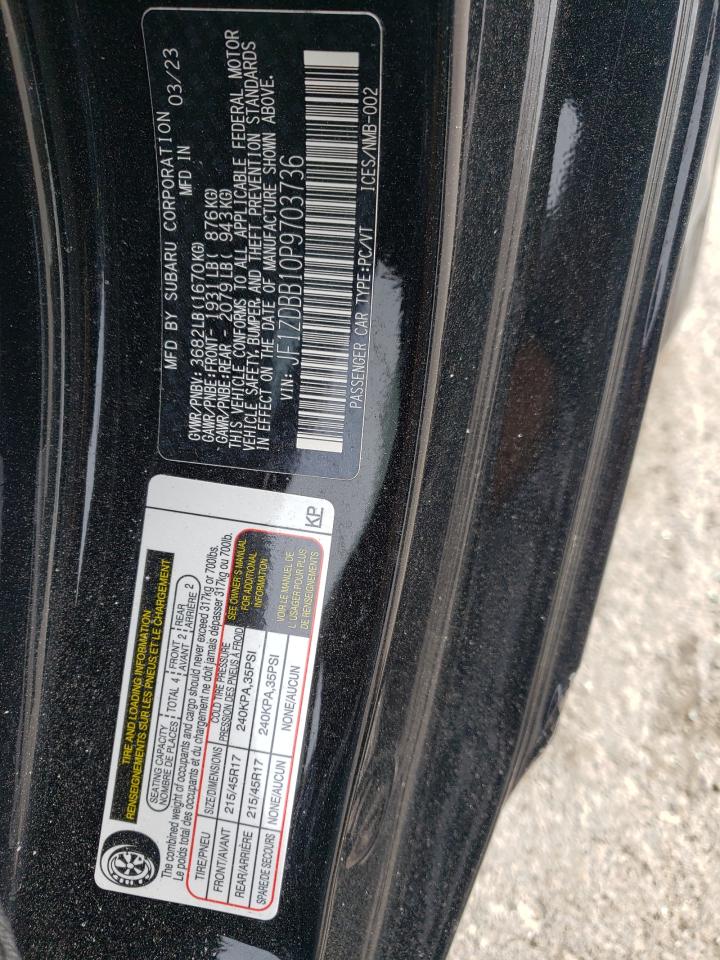 MFD BY SUBARU CORPORATION 03/23
MFD IN
GVWR/PNBV: 3682LB(1670KG)
GAWR/PNBE:FRONT- 1931LB( 876KG)
GAWR/PNBE:REAR - 2079LB( 943KG)
THIS VEHICLE CONFORMS TO ALL APPLICABLE FEDERAL MOTOR
VEHICLE SAFETY,BUMPER, AND THEFT PREVENTION STANDARDS
IN EFFECT ON THE DATE OF MANUFACTURE SHOWN ABOVE.
VIN: JF1ZDBB10P9703736
PASSENGER CAR TYPE:PC/VT ICES/NMB-002
TIRE AND LOADING INFORMATION
RENSEIGNEMENTS SUR LES PNEUS ET LE CHARGEMENT
SEATING CAPACITY TOTAL 4 FRONT 2 REAR 2
NOMBRE DE PLACES AVANT ARRIÈRE
The combined weight of occupants and cargo should never exceed 317kg or 700lbs.
Le poids total des occupants et du chargement ne doit jamais dépasser 317kg ou 700lb.
TIRE/PNEU SIZE/DIMENSIONS COLD TIRE PRESSURE
PRESSION DES PNEUS À FROID
FRONT/AVANT 215/45R17 240KPA,35PSI
REAR/ARRIÈRE 215/45R17 240KPA,35PSI
SPARE/DE SECOURS NONE/AUCUN NONE/AUCUN
SEE OWNER'S MANUAL
FOR ADDITIONAL
INFORMATION
VOIR LE MANUEL DE
L'USAGER POUR PLUS
DE RENSEIGNEMENTS
KP